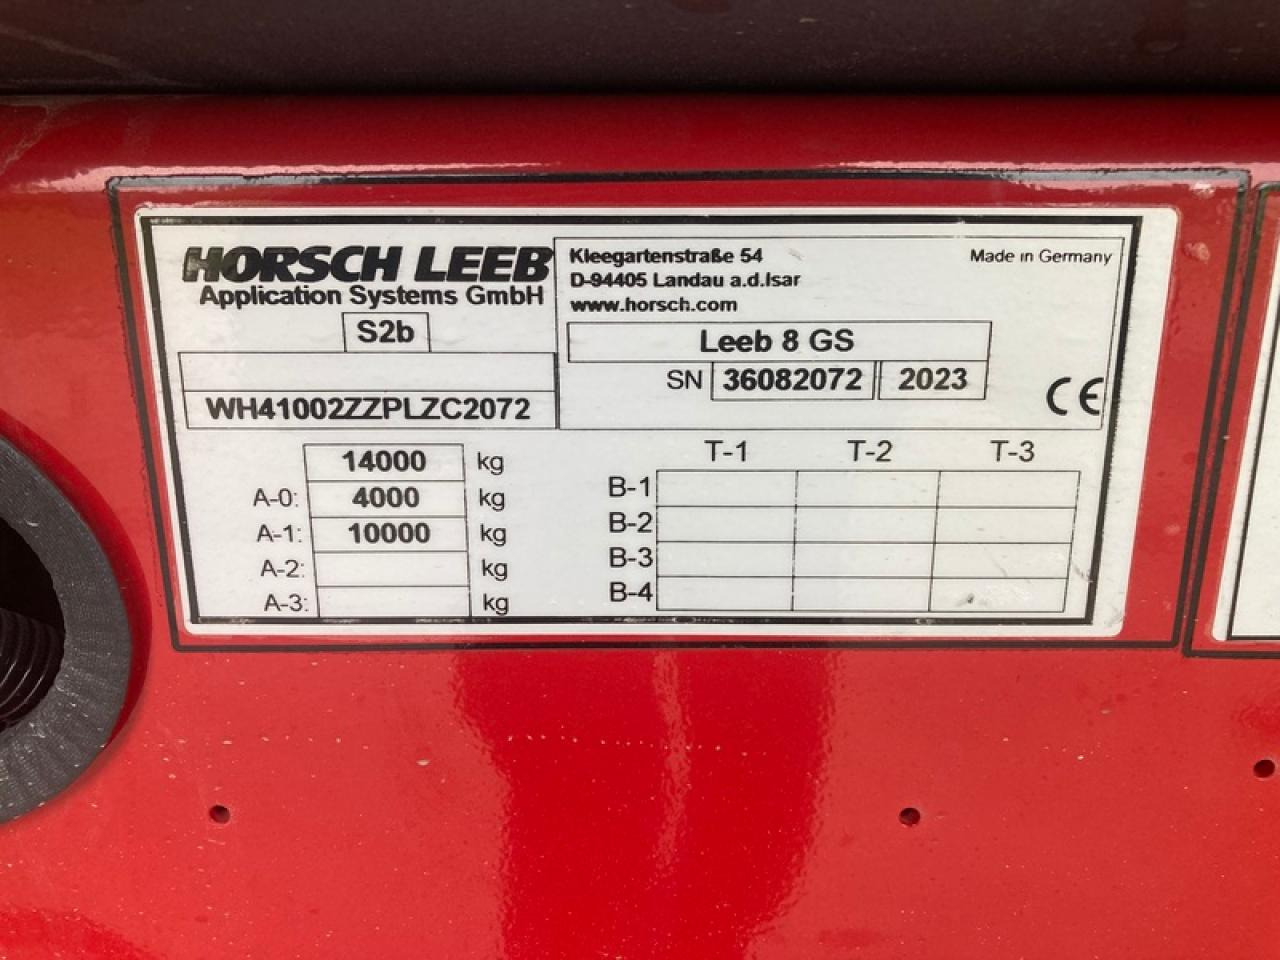 HORSCH LEEB
Application Systems GmbH
S2b
WH41002ZZPLZC2072
Kleegartenstraße 54
Made in Germany
D-94405 Landau a.d.Isar
www.horsch.com
Leeb 8 GS
SN 36082072 2023
CE
14000 kg
A-0: 4000 kg
A-1: 10000 kg
A-2: kg
A-3: kg
T-1 T-2 T-3
B-1
B-2
B-3
B-4